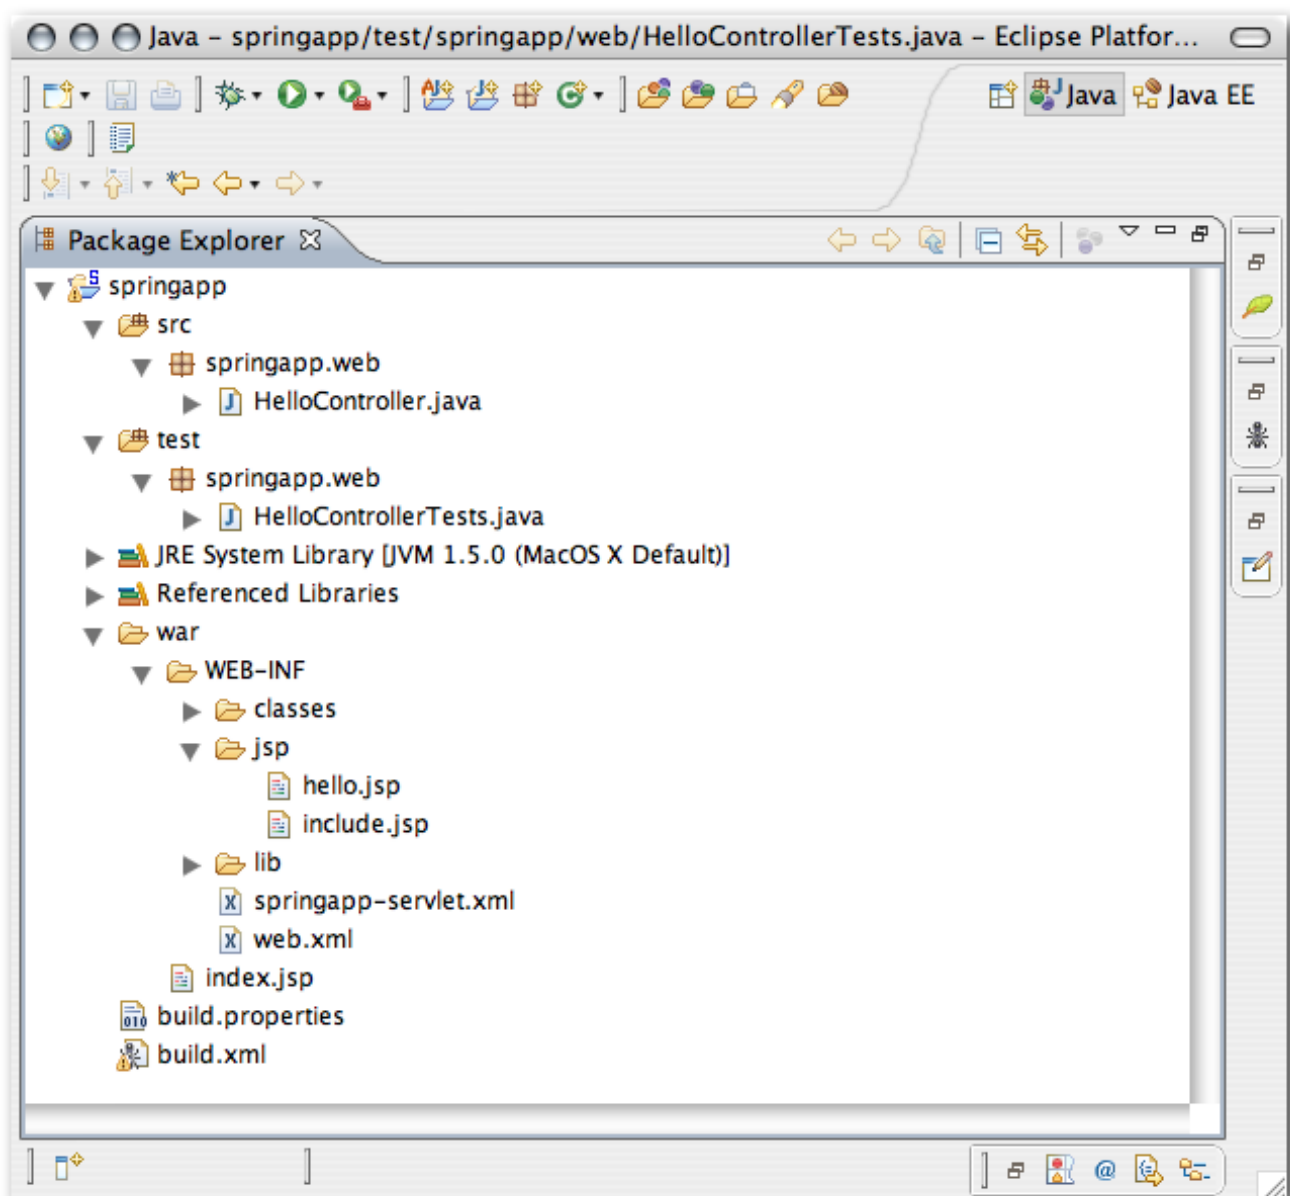 Java – springapp/test/springapp/web/HelloControllerTests.java – Eclipse Platfor...
Java
Java EE
Package Explorer
springapp
src
springapp.web
HelloController.java
test
springapp.web
HelloControllerTests.java
JRE System Library [JVM 1.5.0 (MacOS X Default)]
Referenced Libraries
war
WEB-INF
classes
jsp
hello.jsp
include.jsp
lib
springapp-servlet.xml
web.xml
index.jsp
build.properties
build.xml